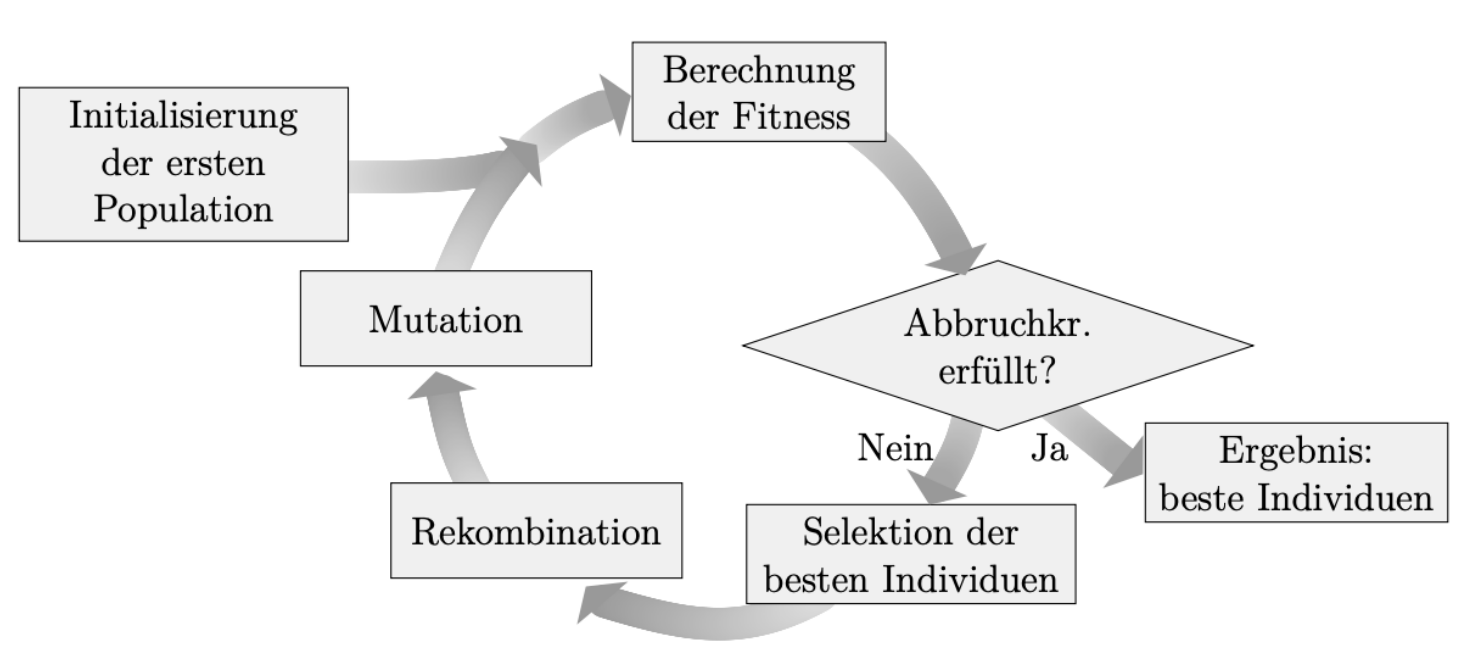 Initialisierung
der ersten
Population
Berechnung
der Fitness
Abbruchkr.
erfüllt?
Nein
Ja
Ergebnis:
beste Individuen
Selektion der
besten Individuen
Rekombination
Mutation